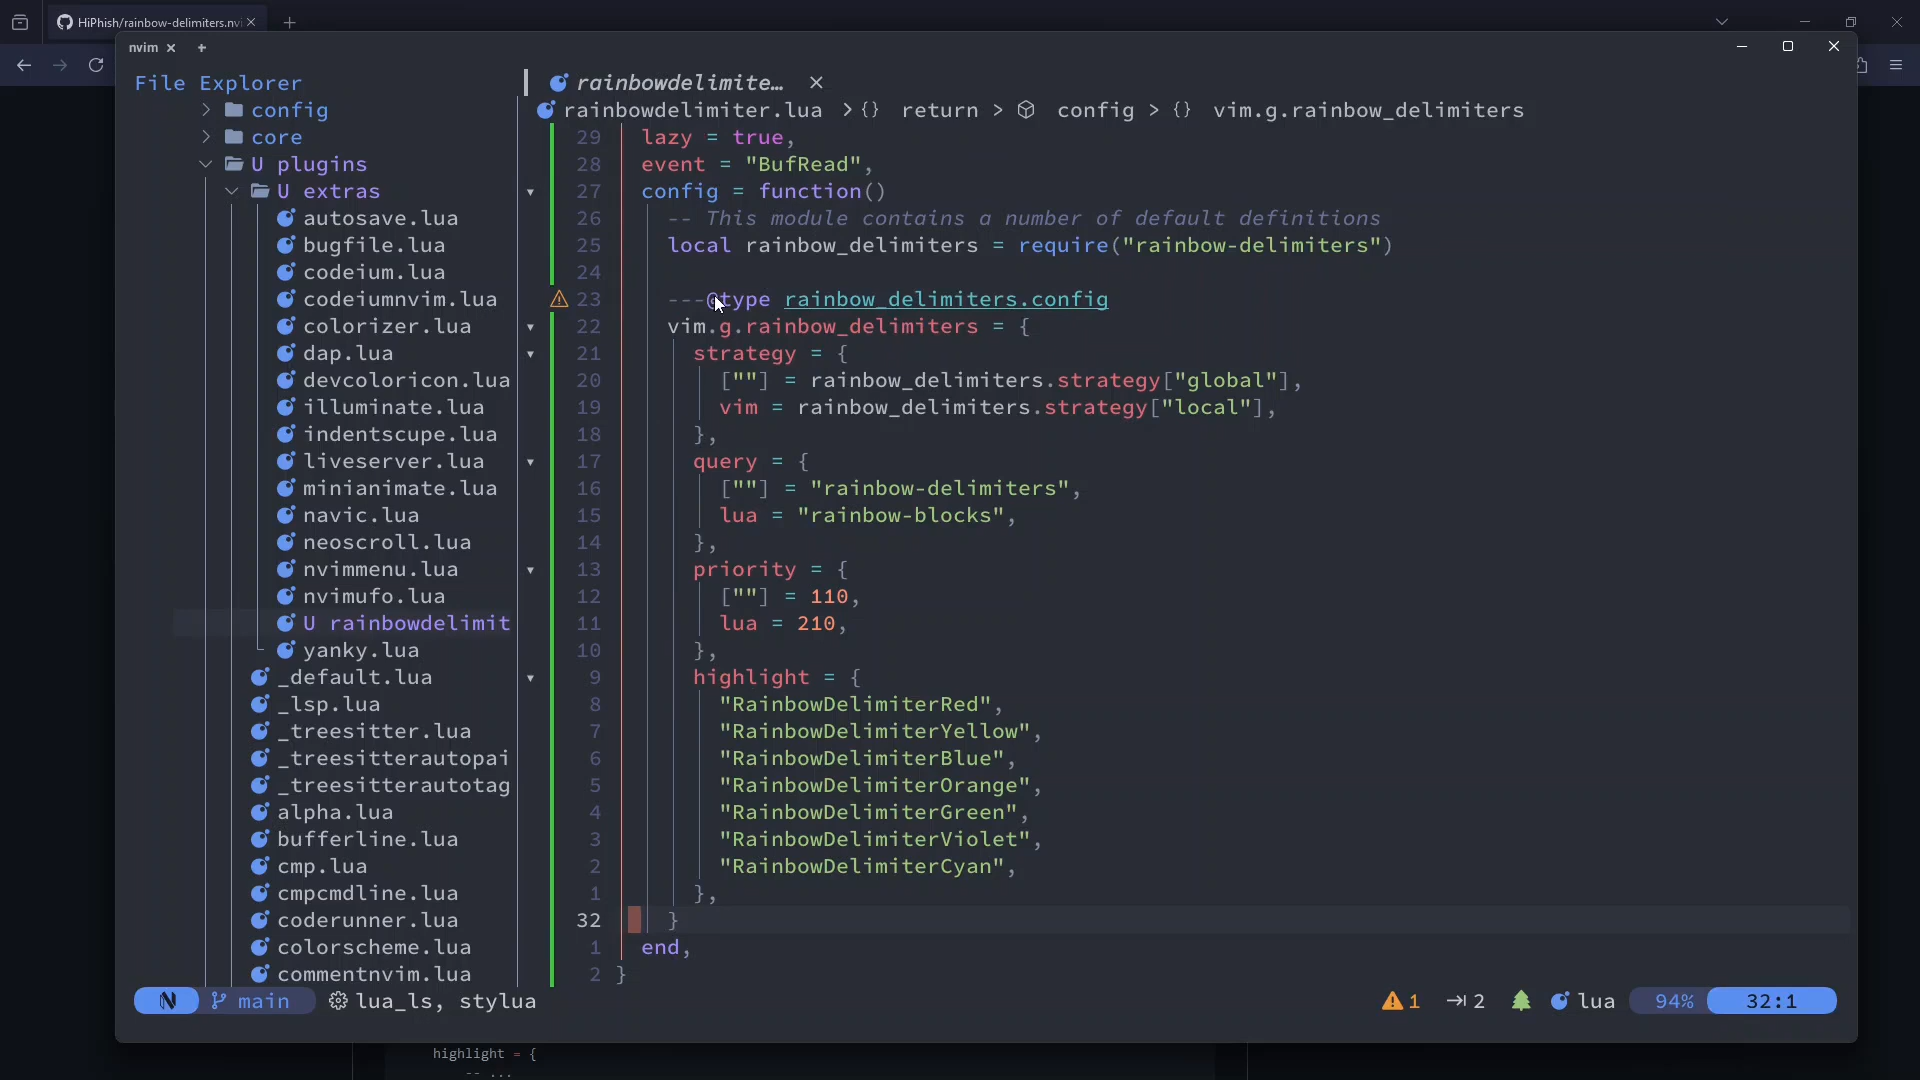 HiPhish/rainbow-delimiters.nvi
nvim
File Explorer
config
core
U plugins
U extras
autosave.lua
bugfile.lua
codeium.lua
codeiumnvim.lua
colorizer.lua
dap.lua
devcoloricon.lua
illuminate.lua
indentscupe.lua
liveserver.lua
minianimate.lua
navic.lua
neoscroll.lua
nvimmenu.lua
nvimufo.lua
U rainbowdelimit
yanky.lua
_default.lua
_lsp.lua
_treesitter.lua
_treesitterautopai
_treesitterautotag
alpha.lua
bufferline.lua
cmp.lua
cmpcmdline.lua
coderunner.lua
colorscheme.lua
commentnvim.lua
rainbowdelimite…
rainbowdelimiter.lua > {} return > config > {} vim.g.rainbow_delimiters
29 lazy = true,
28 event = "BufRead",
27 config = function()
26 -- This module contains a number of default definitions
25 local rainbow_delimiters = require("rainbow-delimiters")
24
23 ---@type rainbow_delimiters.config
22 vim.g.rainbow_delimiters = {
21 strategy = {
20 [""] = rainbow_delimiters.strategy["global"],
19 vim = rainbow_delimiters.strategy["local"],
18 },
17 query = {
16 [""] = "rainbow-delimiters",
15 lua = "rainbow-blocks",
14 },
13 priority = {
12 [""] = 110,
11 lua = 210,
10 },
9 highlight = {
8 "RainbowDelimiterRed",
7 "RainbowDelimiterYellow",
6 "RainbowDelimiterBlue",
5 "RainbowDelimiterOrange",
4 "RainbowDelimiterGreen",
3 "RainbowDelimiterViolet",
2 "RainbowDelimiterCyan",
1 },
32 }
1 end,
2 }
N main lua_ls, stylua
1 2 lua 94% 32:1
highlight = {
-- ...